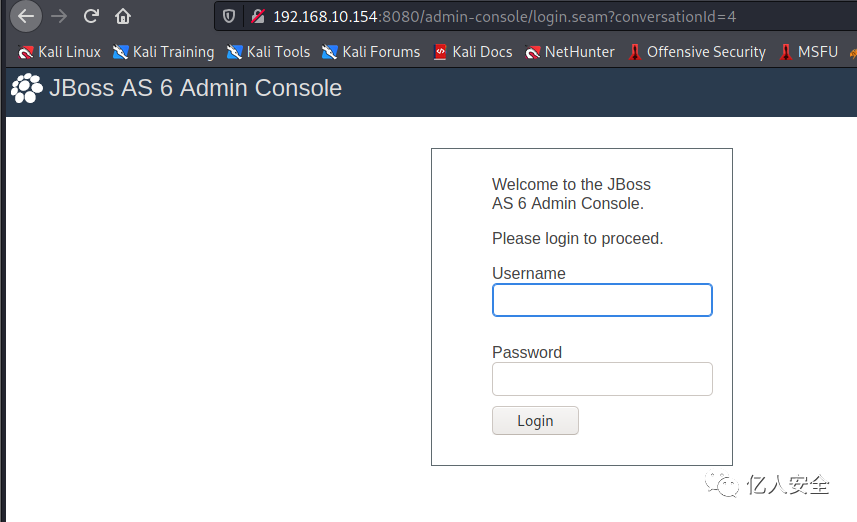 192.168.10.154:8080/admin-console/login.seam?conversationId=4
Kali Linux Kali Training Kali Tools Kali Forums Kali Docs NetHunter Offensive Security MSFU
JBoss AS 6 Admin Console
Welcome to the JBoss
AS 6 Admin Console.
Please login to proceed.
Username
Password
Login
亿人安全